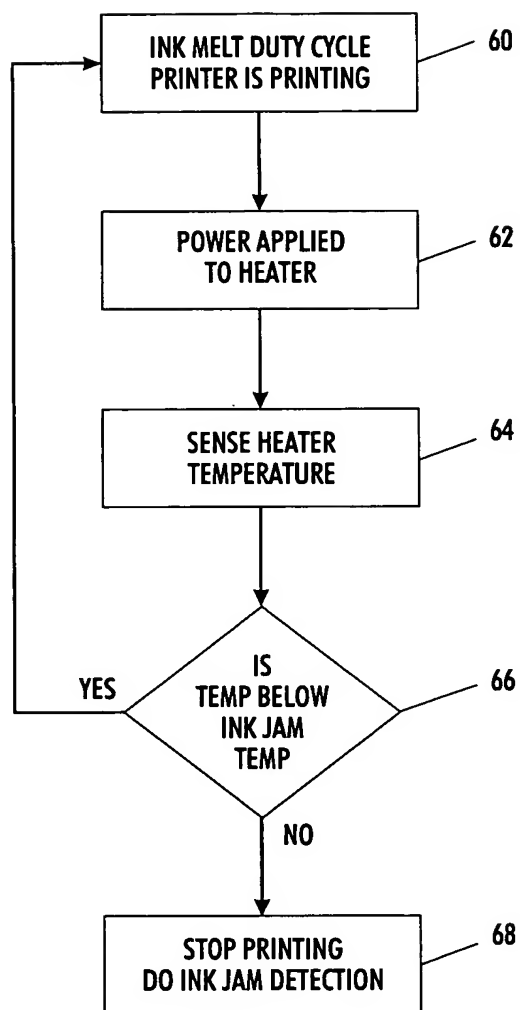 INK MELT DUTY CYCLE
PRINTER IS PRINTING
60
POWER APPLIED
TO HEATER
62
SENSE HEATER
TEMPERATURE
64
IS
TEMP BELOW
INK JAM
TEMP
66
YES
NO
STOP PRINTING
DO INK JAM DETECTION
68